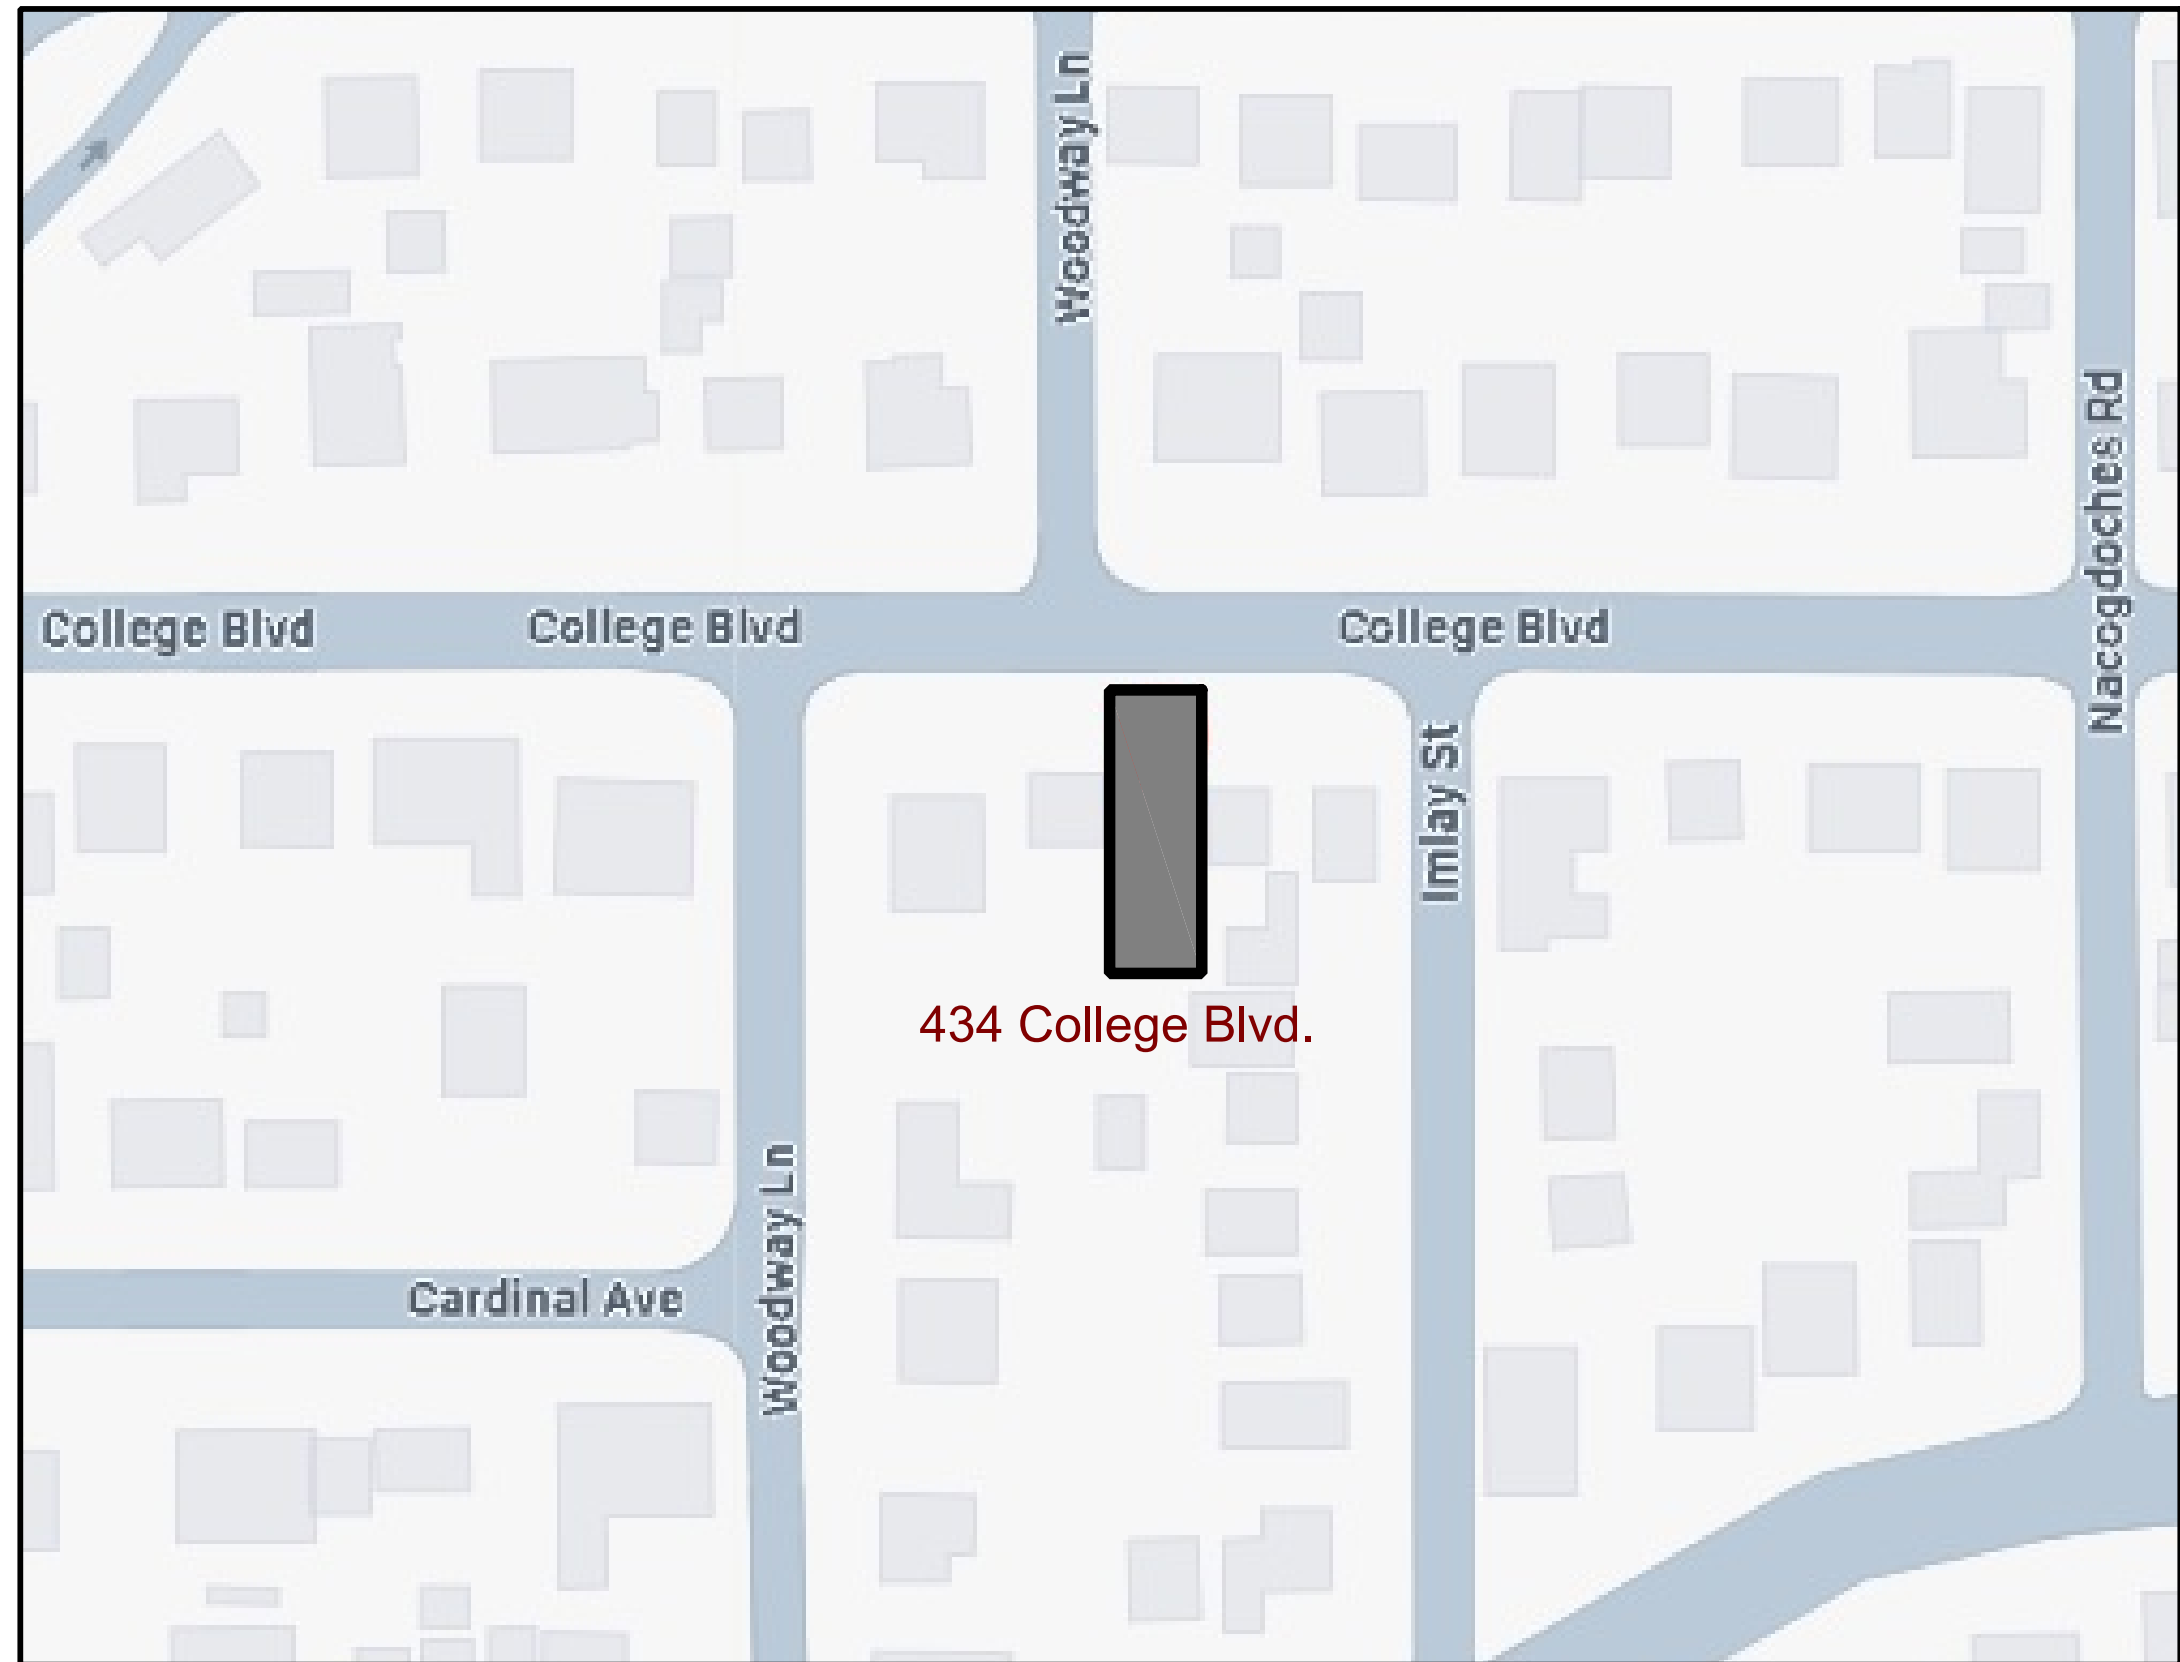 Woodway Ln
Nacogdoches Rd
College Blvd
College Blvd
College Blvd
Imlay St
434 College Blvd.
Woodway Ln
Cardinal Ave